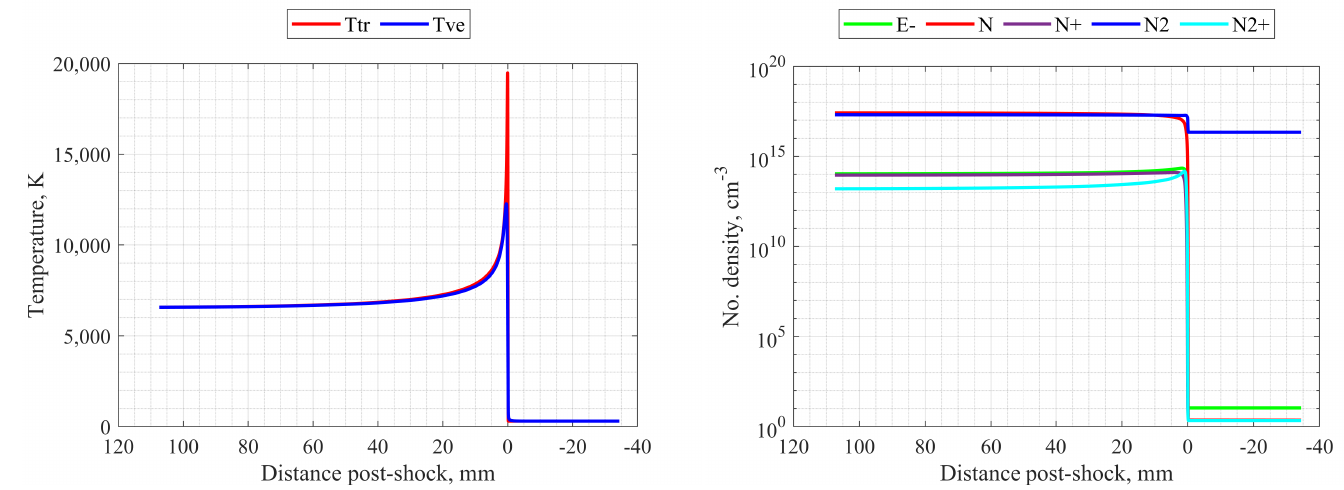 Ttr Tve
20,000
15,000
10,000
5,000
0
120 100 80 60 40 20 0 -20 -40
Distance post-shock, mm
Temperature, K
E- N N+ N2 N2+
10^20
10^15
10^10
10^5
10^0
120 100 80 60 40 20 0 -20 -40
Distance post-shock, mm
No. density, cm^-3